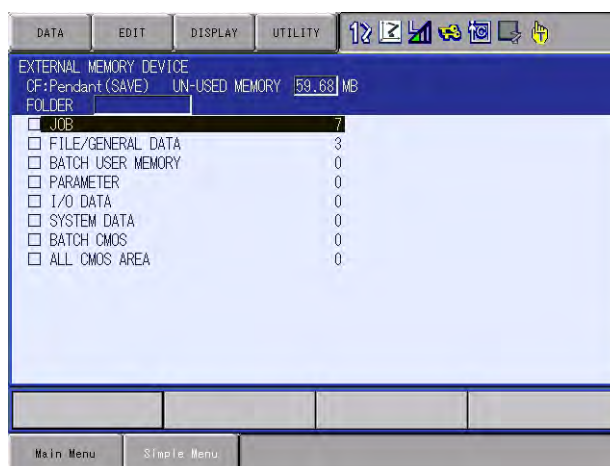 DATA EDIT DISPLAY UTILITY
EXTERNAL MEMORY DEVICE
CF:Pendant(SAVE) UN-USED MEMORY 59.68 MB
FOLDER
JOB 7
FILE/GENERAL DATA 3
BATCH USER MEMORY 0
PARAMETER 0
I/O DATA 0
SYSTEM DATA 0
BATCH CMOS 0
ALL CMOS AREA 0
Main Menu Simple Menu